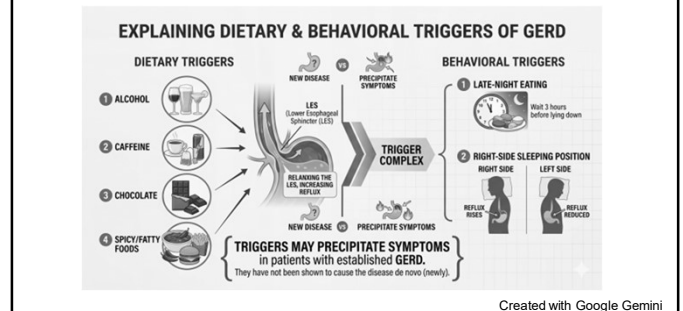 EXPLAINING DIETARY & BEHAVIORAL TRIGGERS OF GERD
DIETARY TRIGGERS
1 ALCOHOL
2 CAFFEINE
3 CHOCOLATE
4 SPICY/FATTY
FOODS
?
NEW DISEASE
VS
PRECIPITATE
SYMPTOMS
LES
(Lower Esophageal
Sphincter (LES)
RELANXING THE
LES, INCREASING
REFLUX
?
NEW DISEASE
VS
PRECIPITATE SYMPTOMS
TRIGGER
COMPLEX
BEHAVIORAL TRIGGERS
1 LATE-NIGHT EATING
Wait 3 hours
before lying down
2 RIGHT-SIDE SLEEPING POSITION
RIGHT SIDE
LEFT SIDE
REFLUX
RISES
REFLUX
REDUCED
TRIGGERS MAY PRECIPITATE SYMPTOMS
in patients with established GERD.
They have not been shown to cause the disease de novo (newly).
Created with Google Gemini